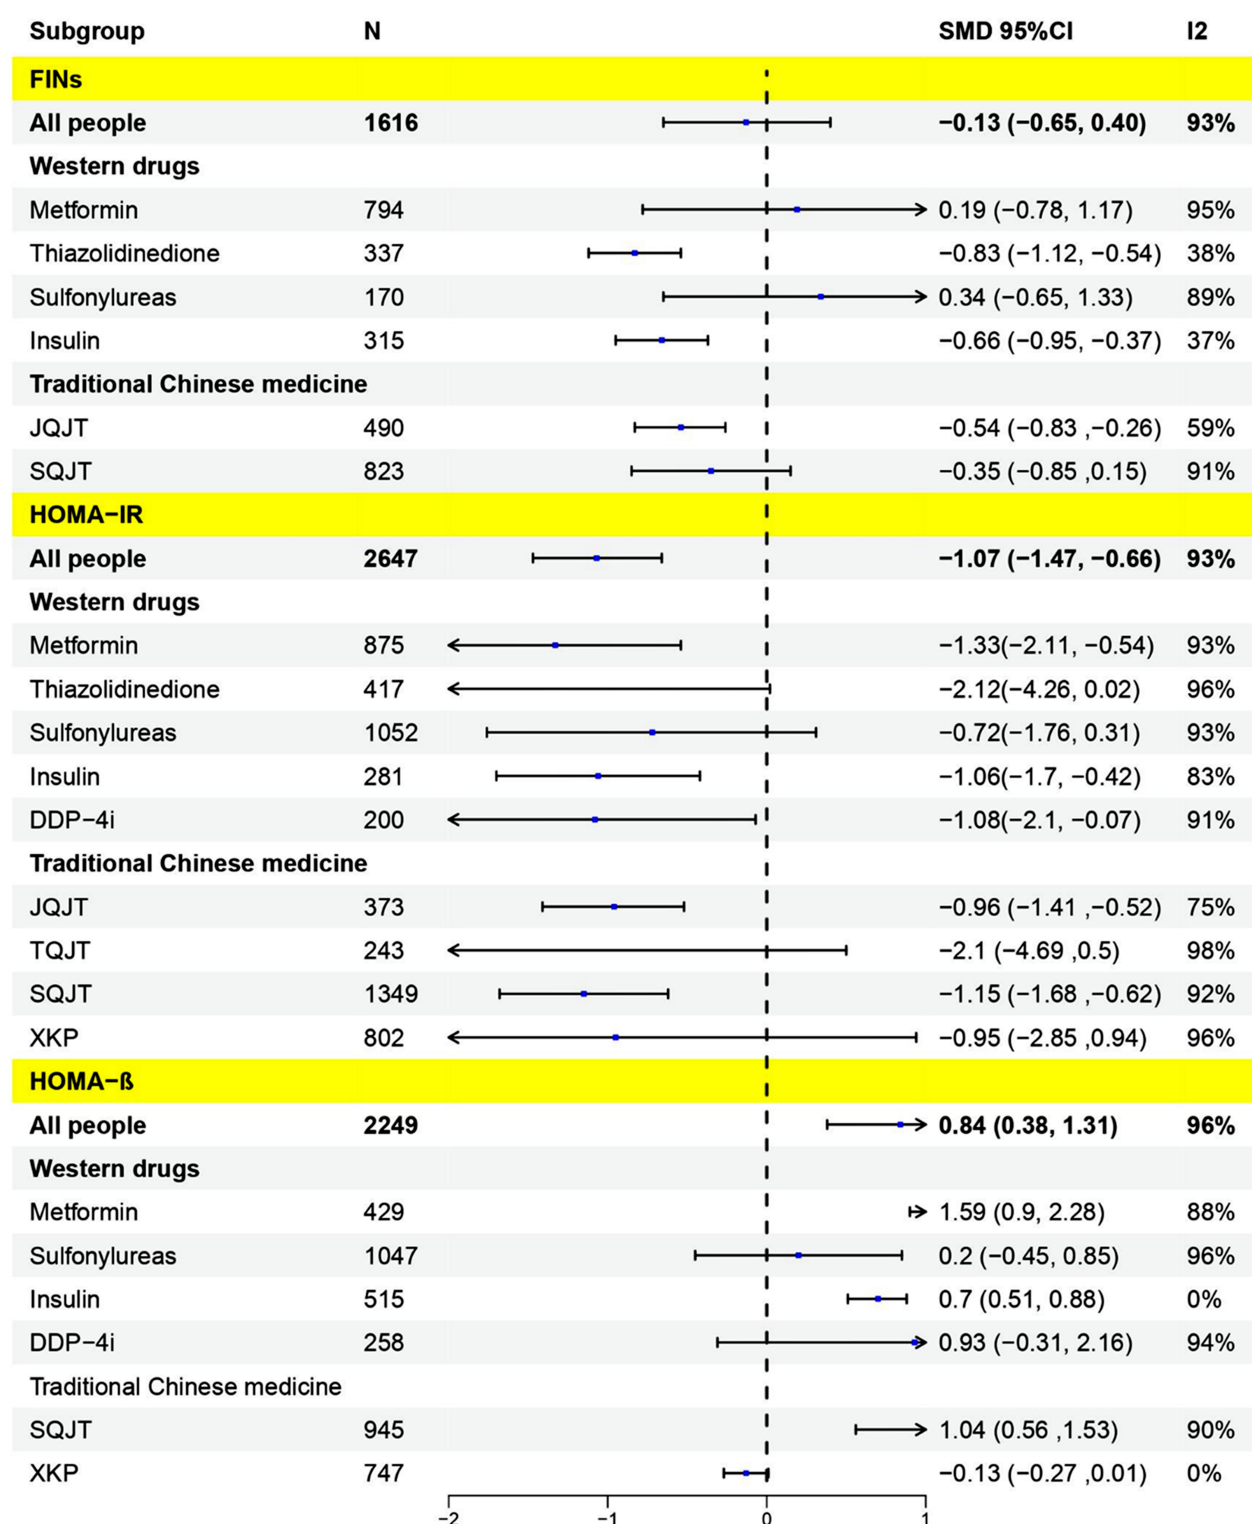 Subgroup N SMD 95%CI I2
FINs
All people 1616 −0.13 (−0.65, 0.40) 93%
Western drugs
Metformin 794 0.19 (−0.78, 1.17) 95%
Thiazolidinedione 337 −0.83 (−1.12, −0.54) 38%
Sulfonylureas 170 0.34 (−0.65, 1.33) 89%
Insulin 315 −0.66 (−0.95, −0.37) 37%
Traditional Chinese medicine
JQJT 490 −0.54 (−0.83 ,−0.26) 59%
SQJT 823 −0.35 (−0.85 ,0.15) 91%
HOMA−IR
All people 2647 −1.07 (−1.47, −0.66) 93%
Western drugs
Metformin 875 −1.33(−2.11, −0.54) 93%
Thiazolidinedione 417 −2.12(−4.26, 0.02) 96%
Sulfonylureas 1052 −0.72(−1.76, 0.31) 93%
Insulin 281 −1.06(−1.7, −0.42) 83%
DDP−4i 200 −1.08(−2.1, −0.07) 91%
Traditional Chinese medicine
JQJT 373 −0.96 (−1.41 ,−0.52) 75%
TQJT 243 −2.1 (−4.69 ,0.5) 98%
SQJT 1349 −1.15 (−1.68 ,−0.62) 92%
XKP 802 −0.95 (−2.85 ,0.94) 96%
HOMA−ß
All people 2249 0.84 (0.38, 1.31) 96%
Western drugs
Metformin 429 1.59 (0.9, 2.28) 88%
Sulfonylureas 1047 0.2 (−0.45, 0.85) 96%
Insulin 515 0.7 (0.51, 0.88) 0%
DDP−4i 258 0.93 (−0.31, 2.16) 94%
Traditional Chinese medicine
SQJT 945 1.04 (0.56 ,1.53) 90%
XKP 747 −0.13 (−0.27 ,0.01) 0%
−2 −1 0 1